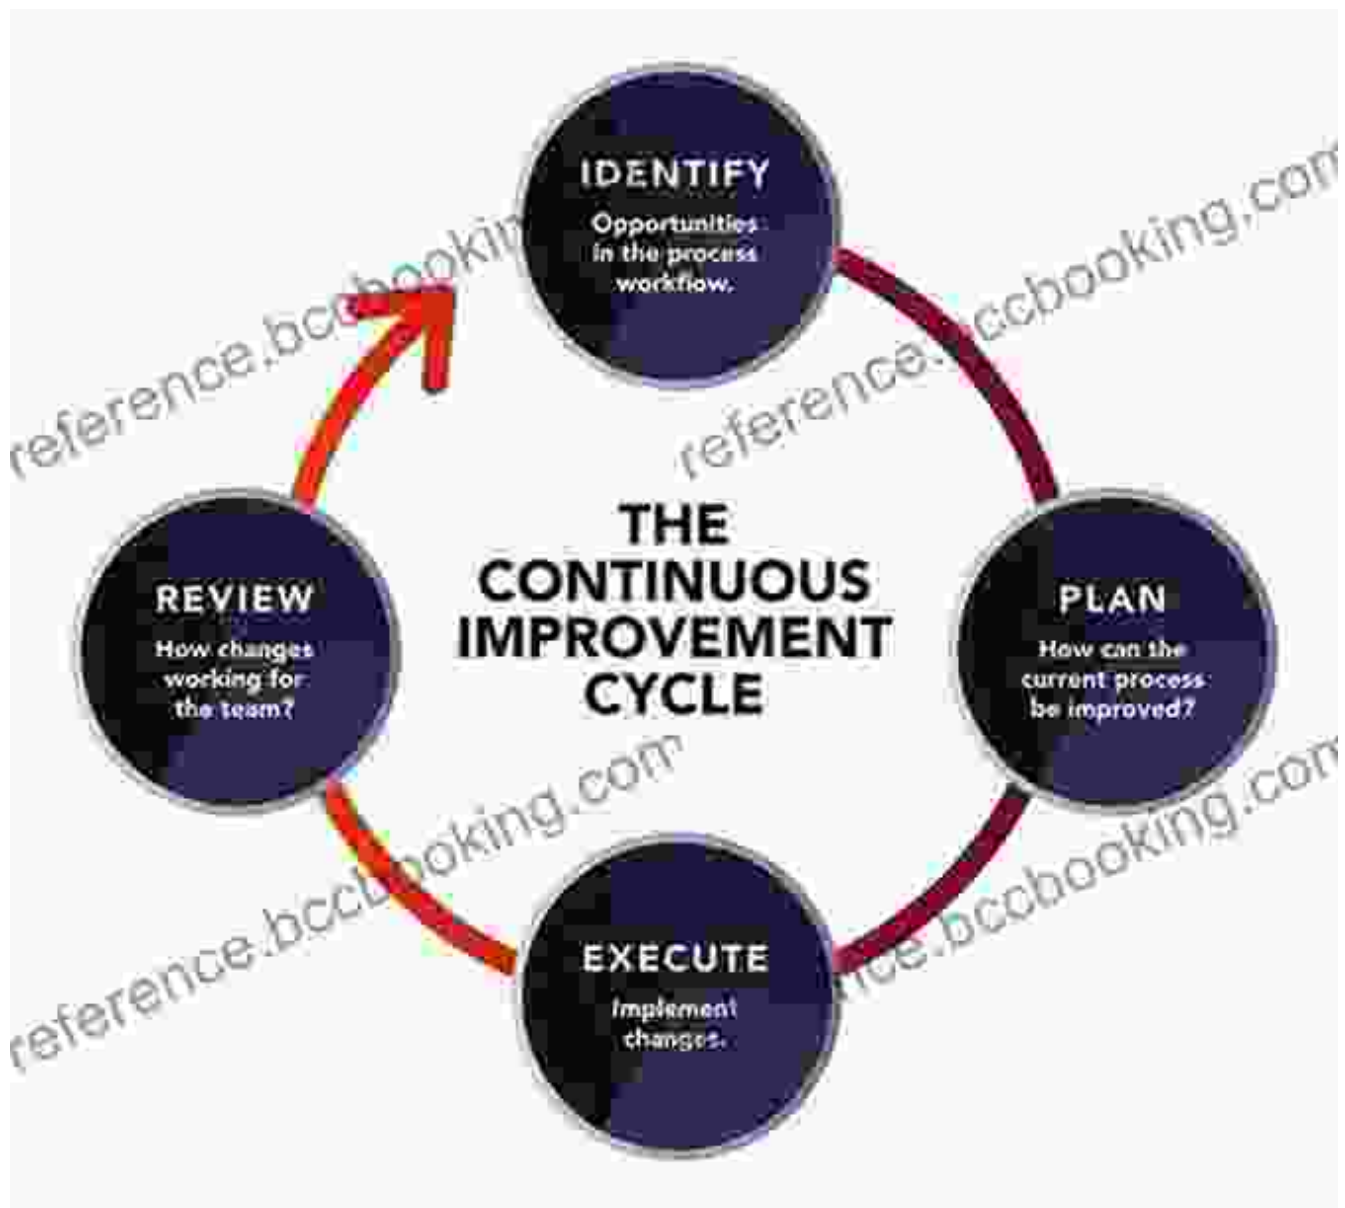 IDENTIFY
Opportunities
in the process
workflow.
reference.bccbooking
reference.bccbooking.com
THE
CONTINUOUS
IMPROVEMENT
CYCLE
REVIEW
How changes
working for
the team?
PLAN
How can the
current process
be improved?
reference.bccbooking.com
nce.bccbooking.com
EXECUTE
Implement
changes.